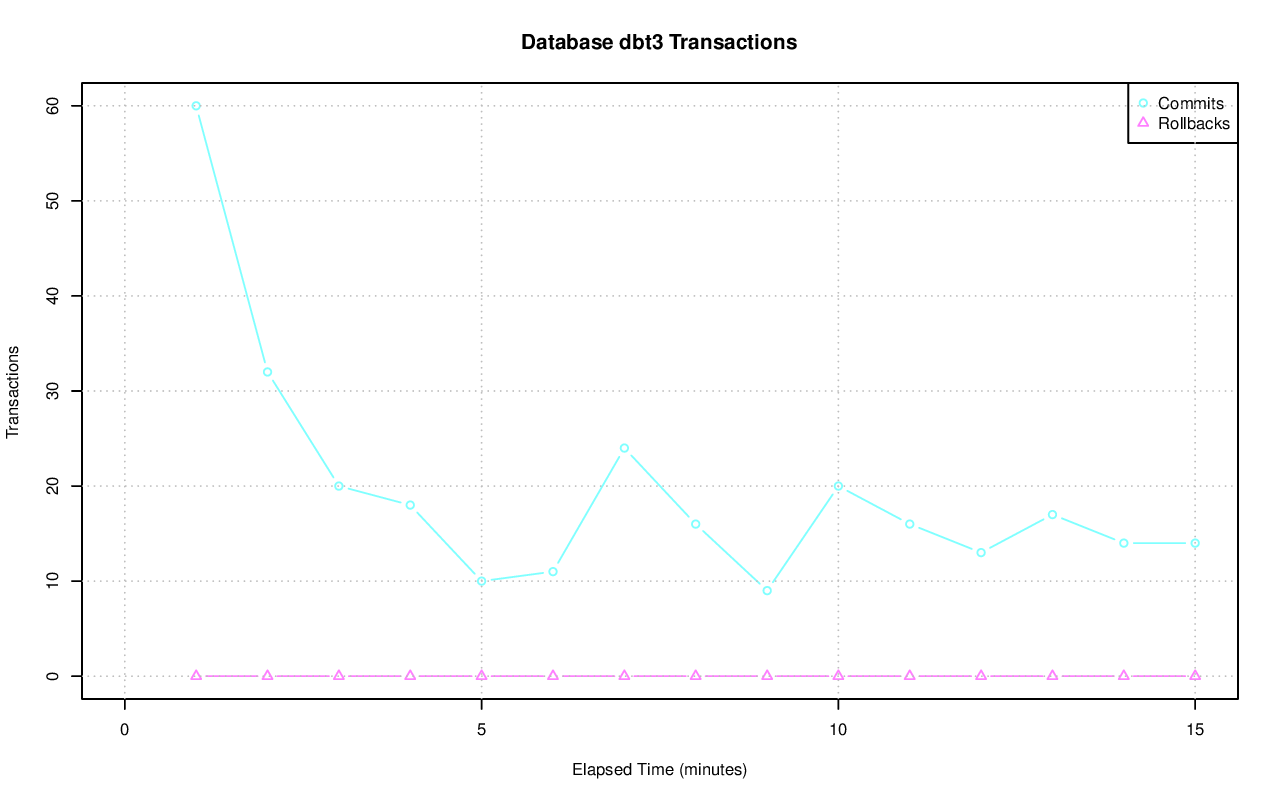 Database dbt3 Transactions
Commits
Rollbacks
Transactions
60
50
40
30
20
10
0
0 5 10 15
Elapsed Time (minutes)